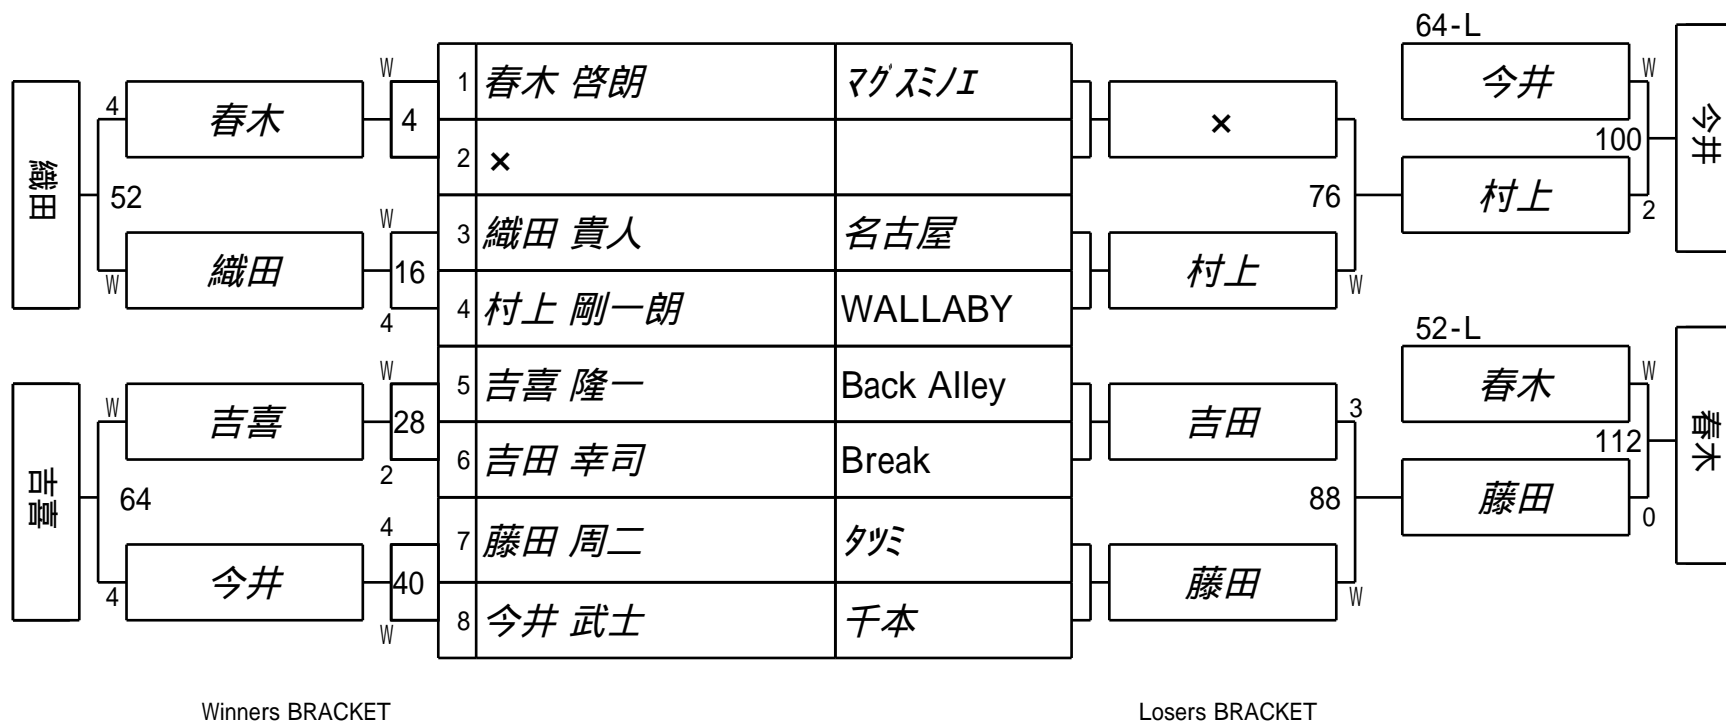 64-L
W
1 春木 啓朗 マグスミノエ
今井
W
4
春木
4
×
100
今井
2 ×
織田
52
76
村上
2
W
3 織田 貴人 名古屋
織田
W
16
村上
W
4
4 村上 剛一朗 WALLABY
52-L
W
5 吉喜 隆一 Back Alley
春木
W
W
吉喜
28
吉田
3
112
春木
2
6 吉田 幸司 Break
吉喜
64
88
藤田
0
4
7 藤田 周二 タツミ
今井
4
40
藤田
W
W
8 今井 武士 千本
Winners BRACKET
Losers BRACKET